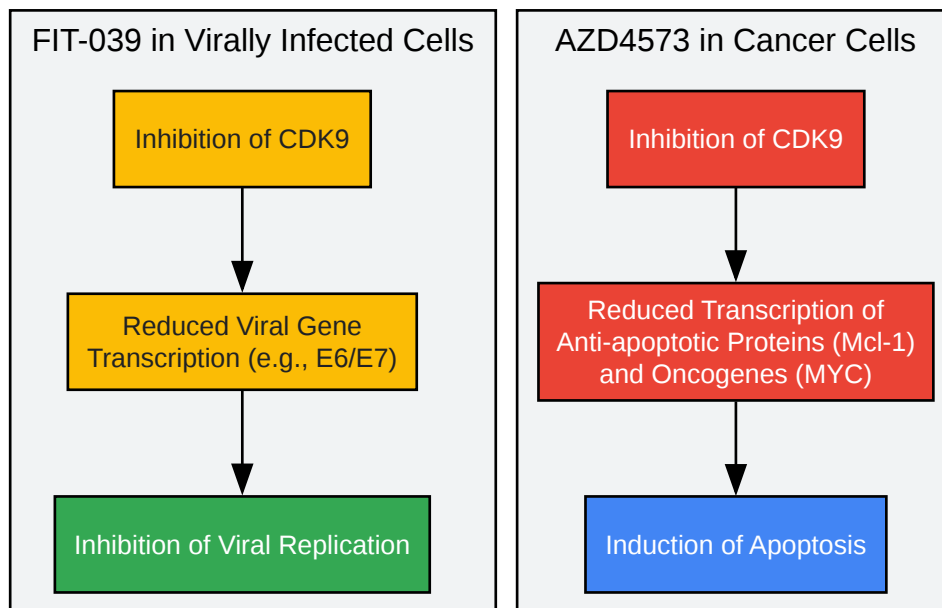 FIT-039 in Virally Infected Cells
Inhibition of CDK9
Reduced Viral Gene
Transcription (e.g., E6/E7)
Inhibition of Viral Replication
AZD4573 in Cancer Cells
Inhibition of CDK9
Reduced Transcription of
Anti-apoptotic Proteins (Mcl-1)
and Oncogenes (MYC)
Induction of Apoptosis